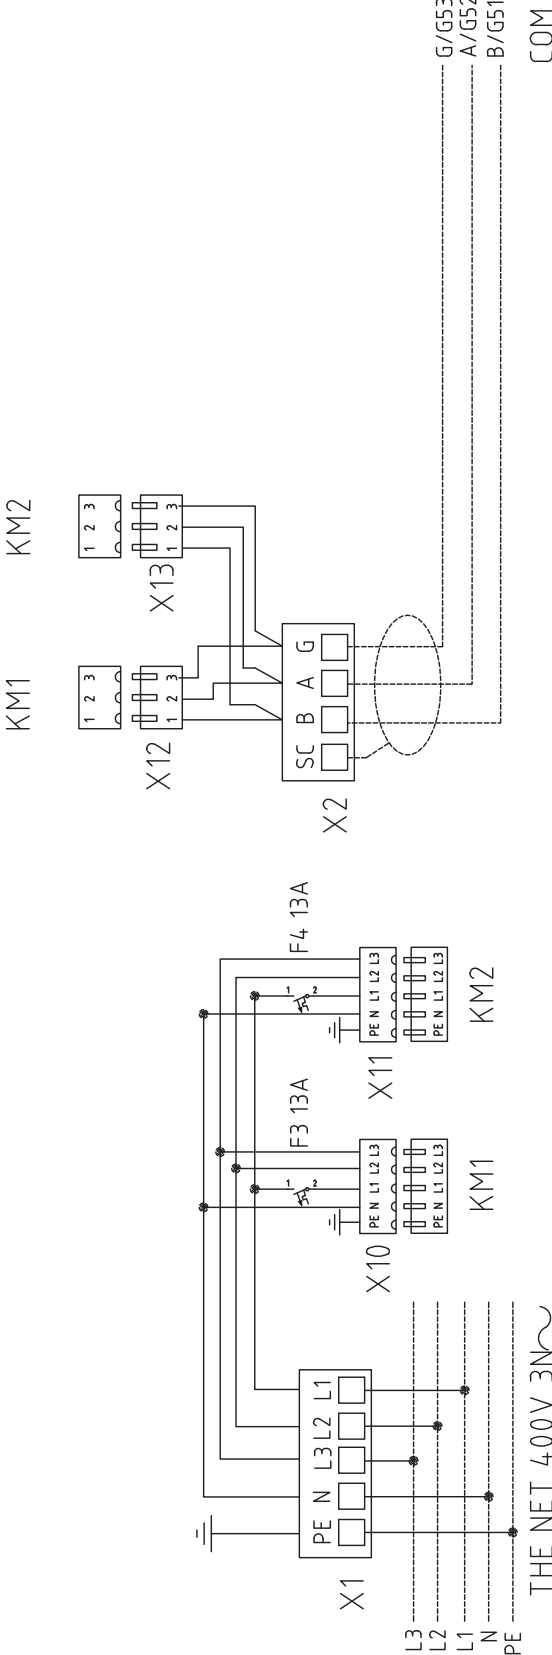 G/G53
A/G52
B/G51
COM
KM2
1 2 3
1 2 3
X13
KM1
1 2 3
1 2 3
X12
SC B A G
X2
F4 13A
1 2
PE N L1 L2 L3
X11
PE N L1 L2 L3
KM2
F3 13A
1 2
PE N L1 L2 L3
X10
PE N L1 L2 L3
KM1
PE N L3 L2 L1
X1
L3
L2
L1
N
PE
THE NET 400V 3N~